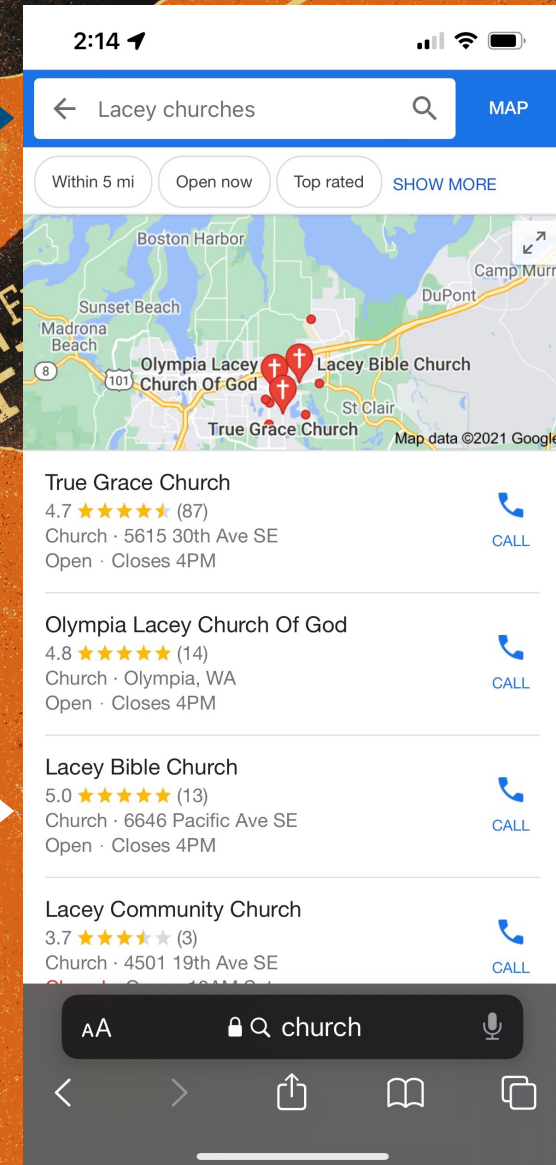 2:14
Lacey churches
MAP
Within 5 mi
Open now
Top rated
SHOW MORE
Boston Harbor
Camp Murr
DuPont
Sunset Beach
Madrona
Beach
8
101
Olympia Lacey
Church Of God
Lacey Bible Church
St Clair
True Grace Church
Map data ©2021 Google
True Grace Church
4.7 (87)
Church · 5615 30th Ave SE
Open · Closes 4PM
CALL
Olympia Lacey Church Of God
4.8 (14)
Church · Olympia, WA
Open · Closes 4PM
CALL
Lacey Bible Church
5.0 (13)
Church · 6646 Pacific Ave SE
Open · Closes 4PM
CALL
Lacey Community Church
3.7 (3)
Church · 4501 19th Ave SE
CALL
AA
church